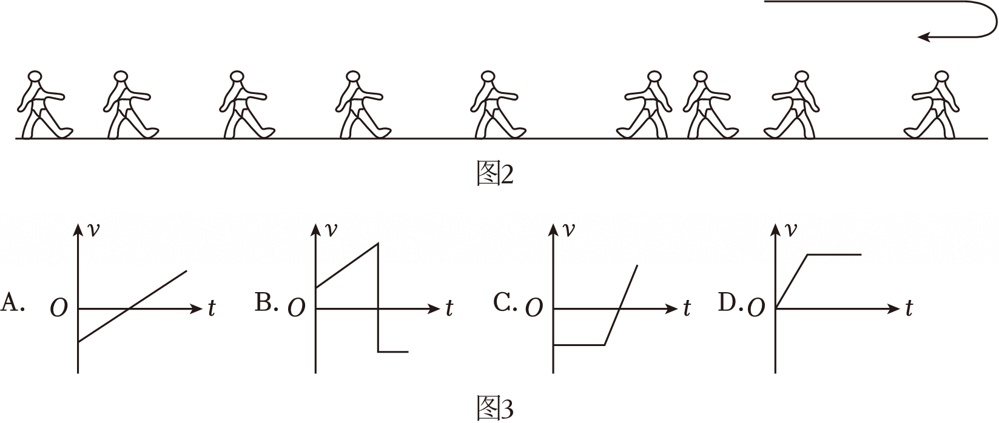 图2
A. v O t
B. v O t
C. v O t
D. v O t
图3